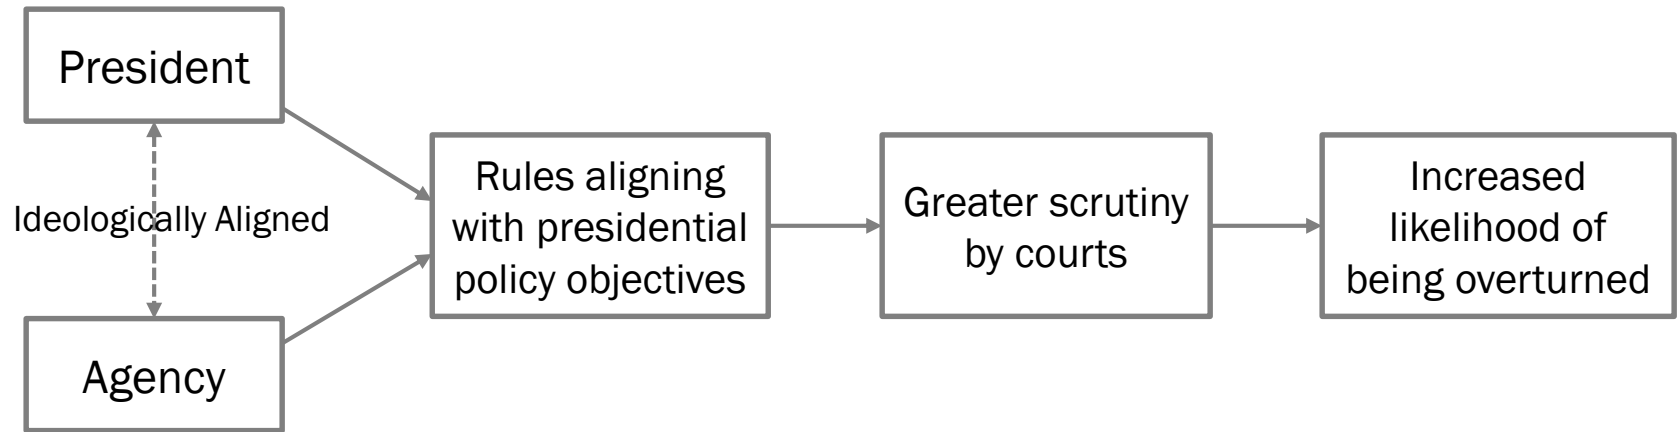 President
Ideologically Aligned
Agency
Rules aligning
with presidential
policy objectives
Greater scrutiny
by courts
Increased
likelihood of
being overturned